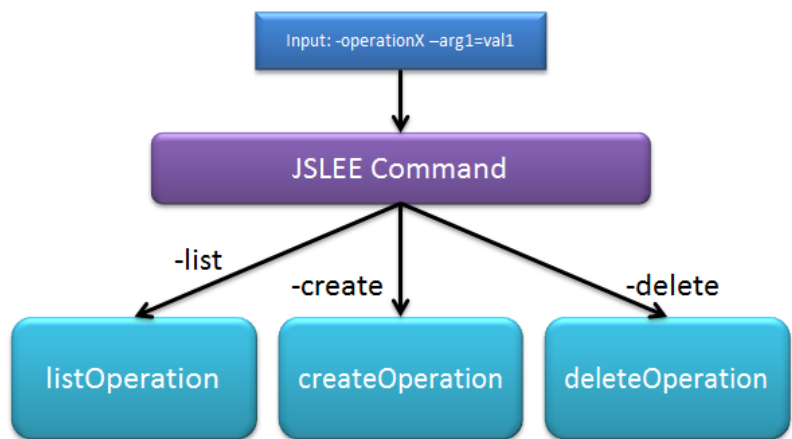 Input: -operationX –arg1=val1
JSLEE Command
-list
-create
-delete
listOperation
createOperation
deleteOperation